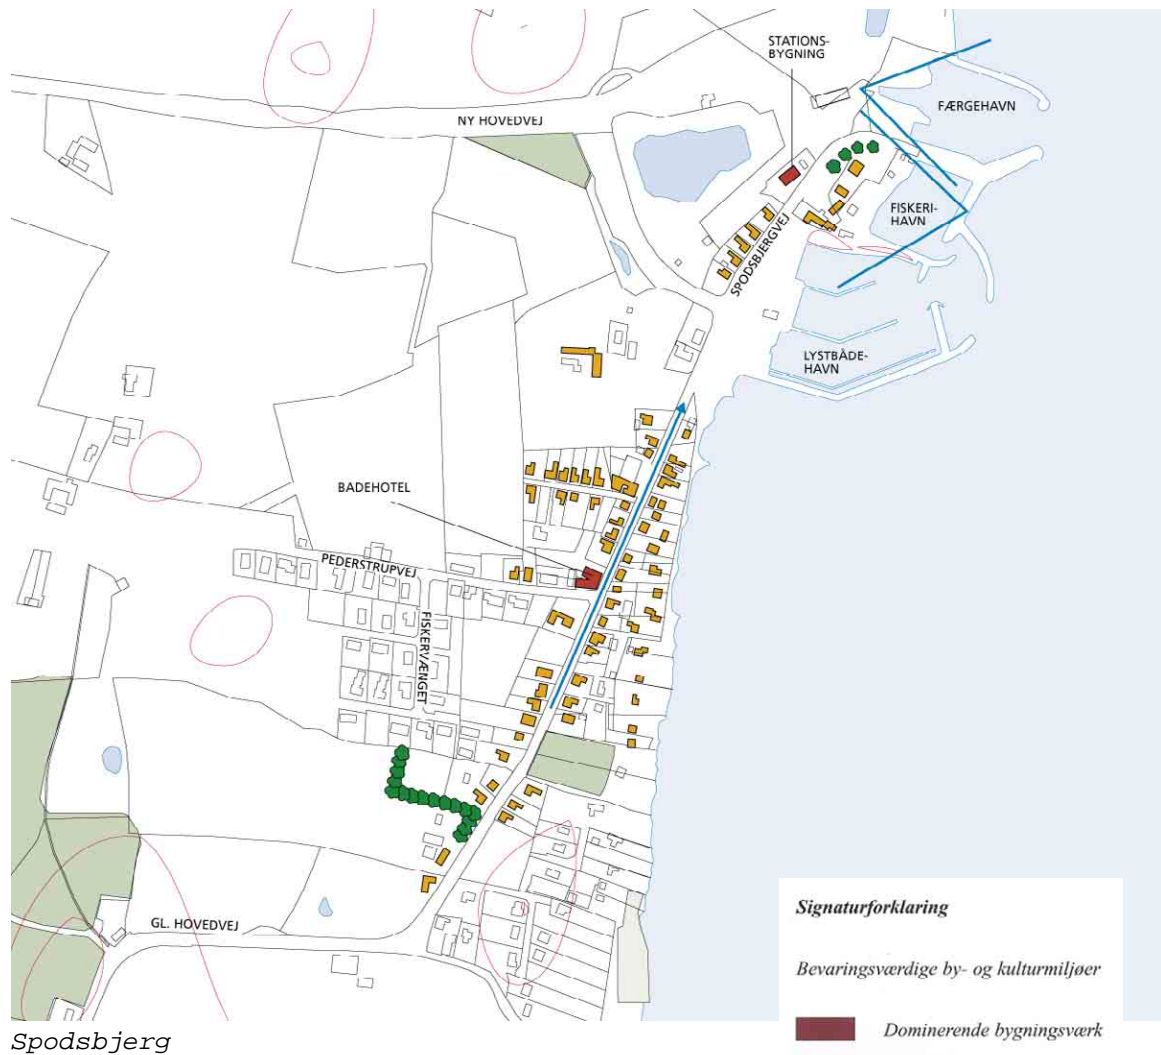 STATIONS-
BYGNING
FÆRGEHAVN
NY HOVEDVEJ
FISKERI-
HAVN
SPODSBJERGVEJ
LYSTBÅDE-
HAVN
BADEHOTEL
PEDERSTRUPVEJ
FISKERVÆNGET
GL. HOVEDVEJ
Signaturforklaring
Bevaringsværdige by- og kulturmiljøer
Dominerende bygningsværk
Spodsbjerg